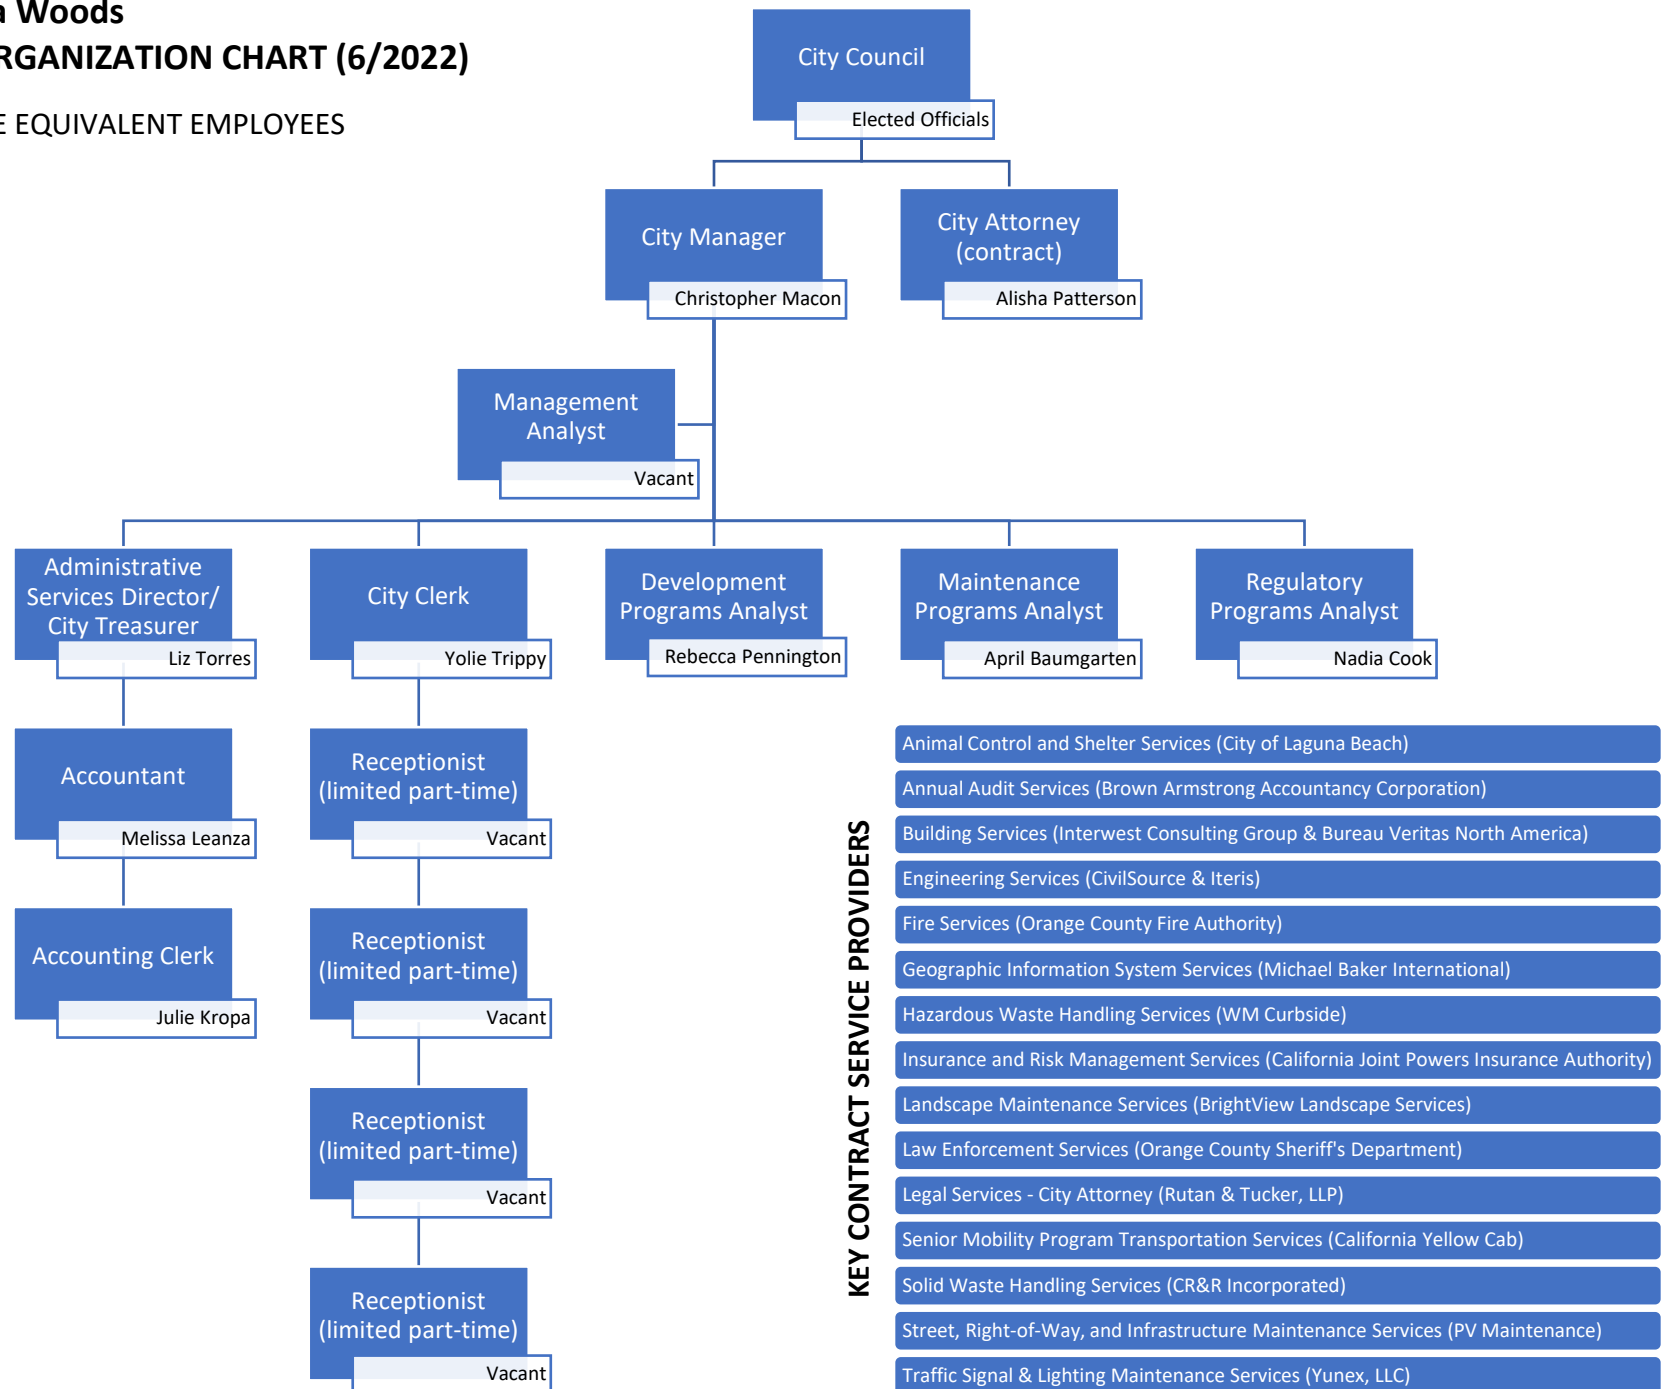 a Woods
RGANIZATION CHART (6/2022)
E EQUIVALENT EMPLOYEES
City Council
Elected Officials
City Manager
Christopher Macon
City Attorney
(contract)
Alisha Patterson
Management
Analyst
Vacant
Administrative
Services Director/
City Treasurer
Liz Torres
City Clerk
Yolie Trippy
Development
Programs Analyst
Rebecca Pennington
Maintenance
Programs Analyst
April Baumgarten
Regulatory
Programs Analyst
Nadia Cook
Accountant
Melissa Leanza
Accounting Clerk
Julie Kropa
Receptionist
(limited part-time)
Vacant
Receptionist
(limited part-time)
Vacant
Receptionist
(limited part-time)
Vacant
Receptionist
(limited part-time)
Vacant
KEY CONTRACT SERVICE PROVIDERS
Animal Control and Shelter Services (City of Laguna Beach)
Annual Audit Services (Brown Armstrong Accountancy Corporation)
Building Services (Interwest Consulting Group & Bureau Veritas North America)
Engineering Services (CivilSource & Iteris)
Fire Services (Orange County Fire Authority)
Geographic Information System Services (Michael Baker International)
Hazardous Waste Handling Services (WM Curbside)
Insurance and Risk Management Services (California Joint Powers Insurance Authority)
Landscape Maintenance Services (BrightView Landscape Services)
Law Enforcement Services (Orange County Sheriff's Department)
Legal Services - City Attorney (Rutan & Tucker, LLP)
Senior Mobility Program Transportation Services (California Yellow Cab)
Solid Waste Handling Services (CR&R Incorporated)
Street, Right-of-Way, and Infrastructure Maintenance Services (PV Maintenance)
Traffic Signal & Lighting Maintenance Services (Yunex, LLC)